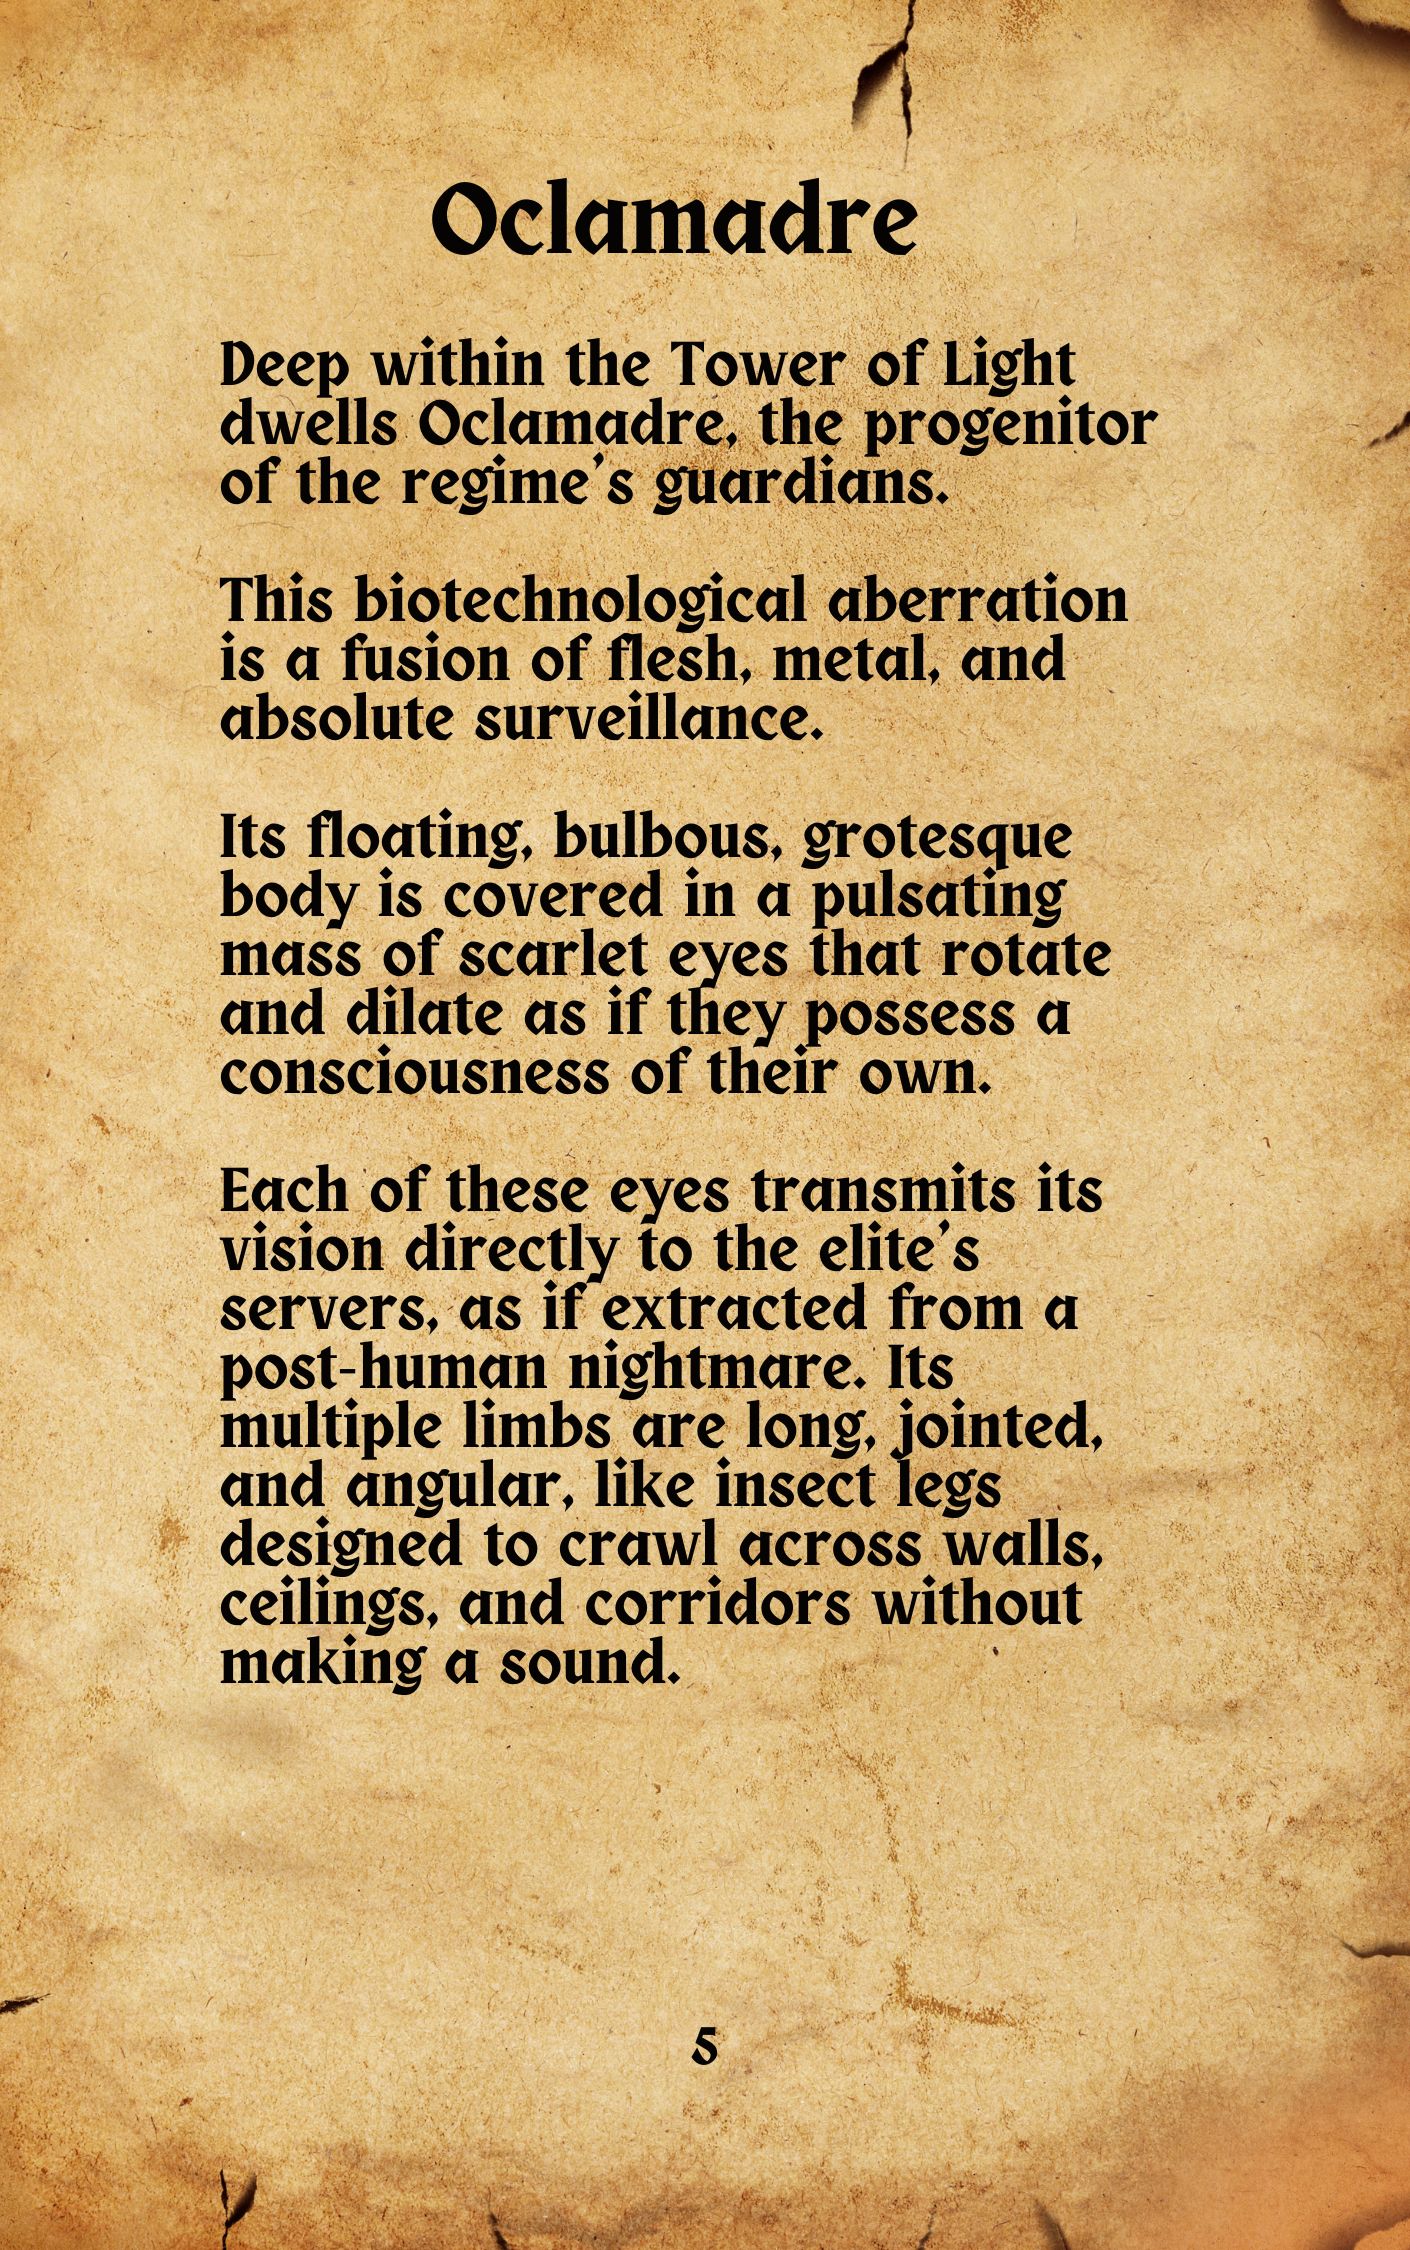 Oclamadre
Deep within the Tower of Light
dwells Oclamadre, the progenitor
of the regime’s guardians.
This biotechnological aberration
is a fusion of flesh, metal, and
absolute surveillance.
Its floating, bulbous, grotesque
body is covered in a pulsating
mass of scarlet eyes that rotate
and dilate as if they possess a
consciousness of their own.
Each of these eyes transmits its
vision directly to the elite’s
servers, as if extracted from a
post-human nightmare. Its
multiple limbs are long, jointed,
and angular, like insect legs
designed to crawl across walls,
ceilings, and corridors without
making a sound.
5